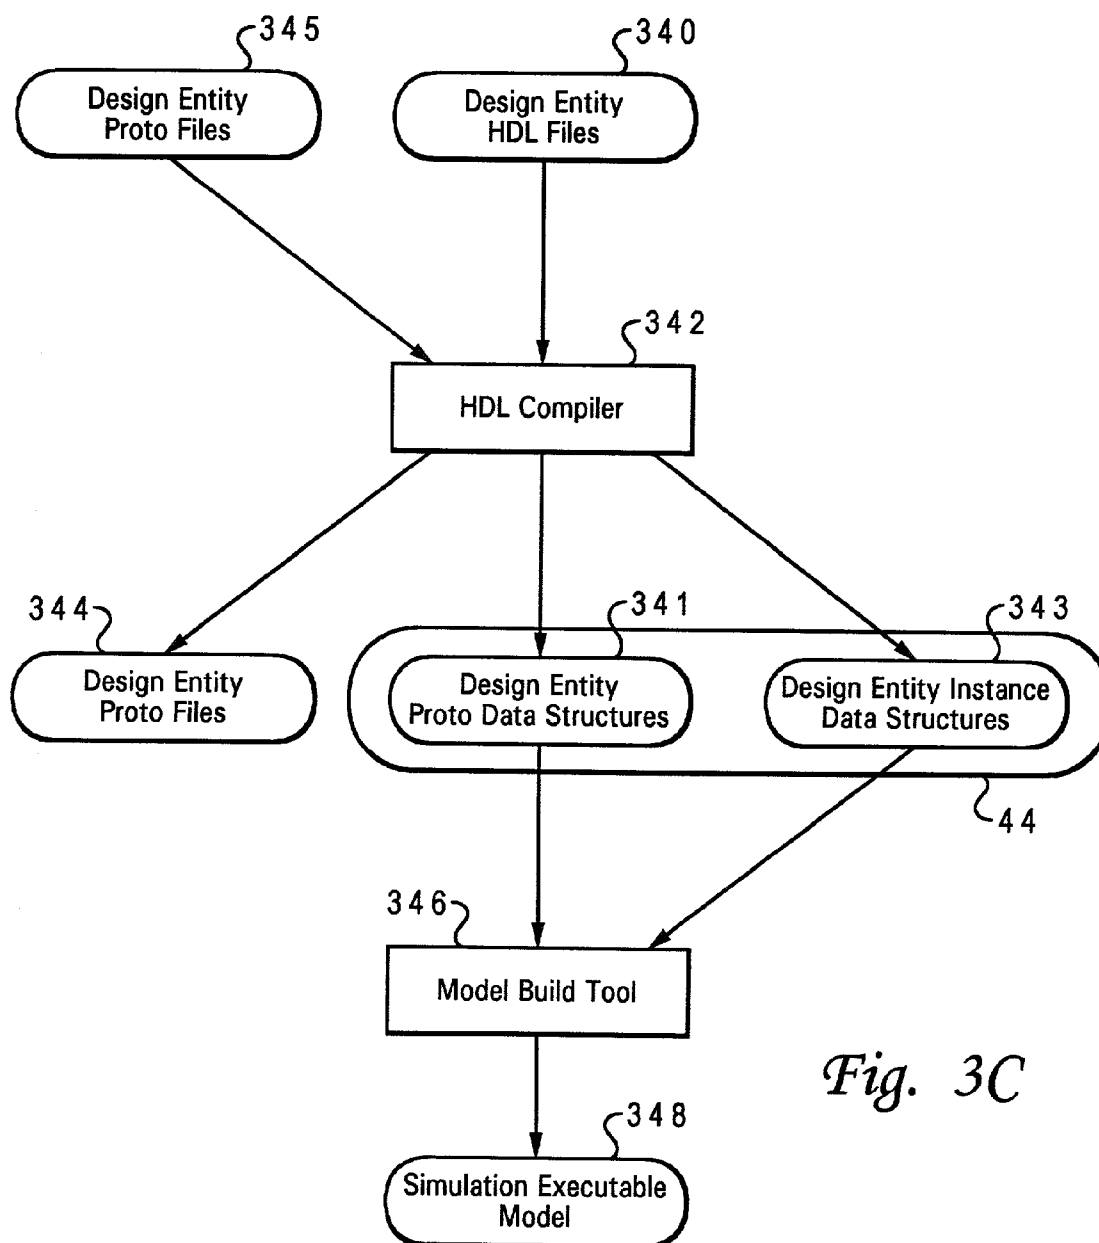 345
340
Design Entity
Proto Files
Design Entity
HDL Files
342
HDL Compiler
344
341
343
Design Entity
Proto Files
Design Entity
Proto Data Structures
Design Entity Instance
Data Structures
44
346
Model Build Tool
Fig. 3C
348
Simulation Executable
Model